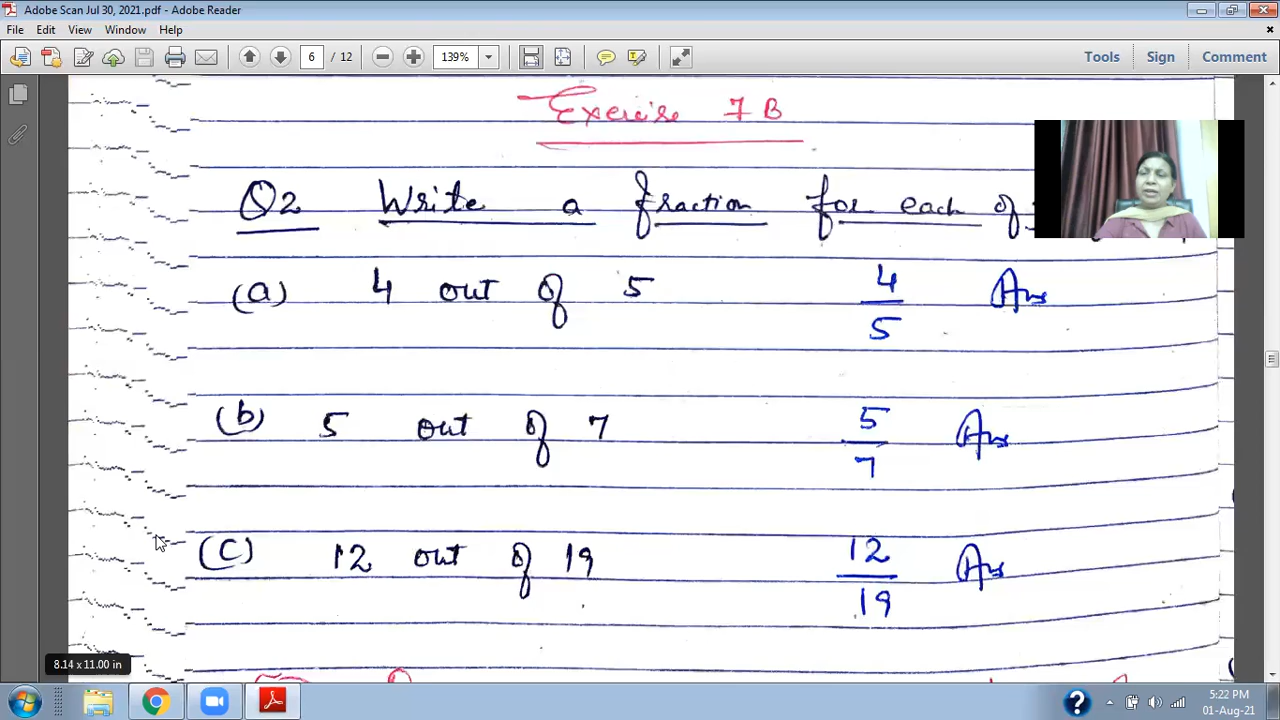 Adobe Scan Jul 30, 2021.pdf - Adobe Reader
File Edit View Window Help
6 / 12 139% Tools Sign Comment
Exercise 7B
Q2 Write a fraction for each of
(a) 4 out of 5 4/5 Ans
(b) 5 out of 7 5/7 Ans
(c) 12 out of 19 12/19 Ans
8.14 x 11.00 in
5:22 PM
01-Aug-21